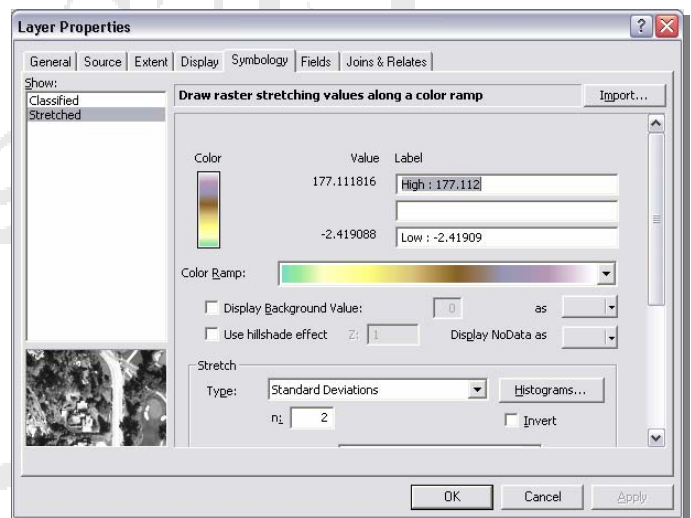 Layer Properties
General Source Extent Display Symbology Fields Joins & Relates
Show:
Classified
Stretched
Draw raster stretching values along a color ramp
Import...
Color Value Label
177.111816 High : 177.112
-2.419088 Low : -2.41909
Color Ramp:
Display Background Value: 0 as
Use hillshade effect Z: 1 Display NoData as
Stretch
Type: Standard Deviations Histograms...
n: 2 Invert
OK Cancel Apply